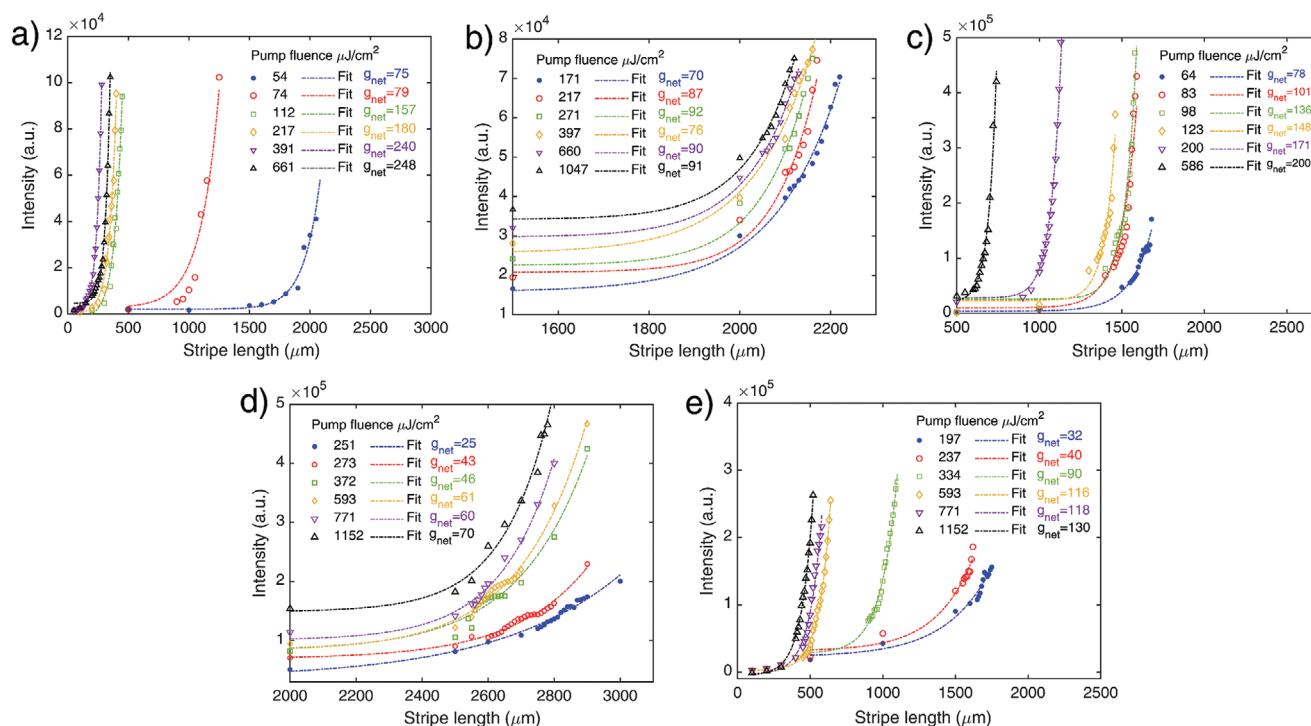 a)
×10⁴
Pump fluence μJ/cm²
54 Fit g_net=75
74 Fit g_net=79
112 Fit g_net=157
217 Fit g_net=180
391 Fit g_net=240
661 Fit g_net=248
12
10
8
6
4
2
0
Intensity (a.u.)
0 500 1000 1500 2000 2500 3000
Stripe length (μm)
b)
×10⁴
Pump fluence μJ/cm²
171 Fit g_net=70
217 Fit g_net=87
271 Fit g_net=92
397 Fit g_net=76
660 Fit g_net=90
1047 Fit g_net=91
8
7
6
5
4
3
2
1
Intensity (a.u.)
1600 1800 2000 2200
Stripe length (μm)
c)
×10⁵
Pump fluence μJ/cm²
64 Fit g_net=78
83 Fit g_net=101
98 Fit g_net=136
123 Fit g_net=148
200 Fit g_net=171
586 Fit g_net=200
5
4
3
2
1
0
Intensity (a.u.)
500 1000 1500 2000 250
Stripe length (μm)
d)
×10⁵
Pump fluence μJ/cm²
251 Fit g_net=25
273 Fit g_net=43
372 Fit g_net=46
593 Fit g_net=61
771 Fit g_net=60
1152 Fit g_net=70
5
4
3
2
1
Intensity (a.u.)
2000 2200 2400 2600 2800 3000
Stripe length (μm)
e)
×10⁵
Pump fluence μJ/cm²
197 Fit g_net=32
237 Fit g_net=40
334 Fit g_net=90
593 Fit g_net=116
771 Fit g_net=118
1152 Fit g_net=130
4
3
2
1
0
Intensity (a.u.)
0 500 1000 1500 2000 2500
Stripe length (μm)